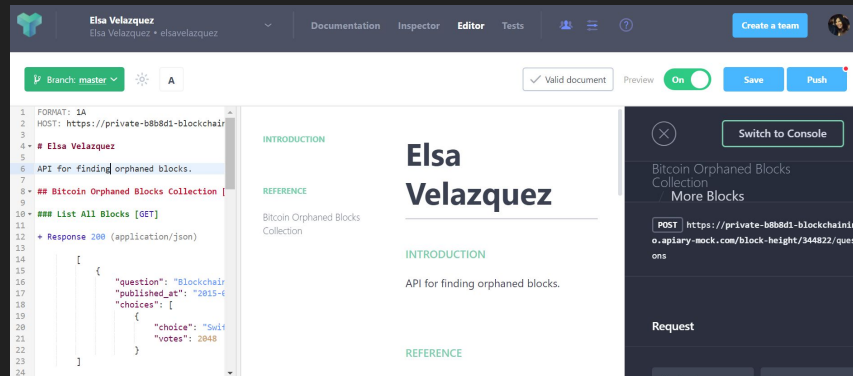 Elsa Velazquez
Elsa Velazquez • elsavelazquez
Documentation Inspector Editor Tests
Create a team
Branch: master
A
Valid document
Preview On
Save
Push
1 FORMAT: 1A
2 HOST: https://private-b8b8d1-blockchain
3
4 # Elsa Velazquez
5
6 API for finding orphaned blocks.
7
8 ## Bitcoin Orphaned Blocks Collection [
9
10 ### List All Blocks [GET]
11
12 + Response 200 (application/json)
13
14 [
15 {
16 "question": "Blockchain
17 "published_at": "2015-
18 "choices": [
19 {
20 "choice": "Swif
21 "votes": 2048
22 }
23 ]
24
INTRODUCTION
REFERENCE
Bitcoin Orphaned Blocks
Collection
Elsa
Velazquez
INTRODUCTION
API for finding orphaned blocks.
REFERENCE
Switch to Console
Bitcoin Orphaned Blocks
Collection
/ More Blocks
POST https://private-b8b8d1-blockchainin
o.apiary-mock.com/block-height/344822/ques
ons
Request